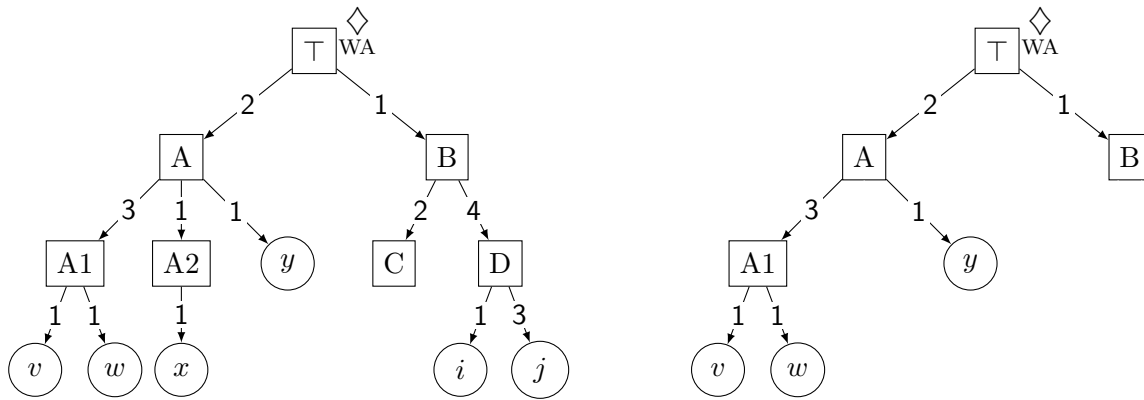 ⊤ ◇ WA ⊤ ◇ WA
2 1 2 1
A B A B
3 1 1 2 4 3 1
A1 A2 y C D A1 y
1 1 1 1 3 1 1
v w x i j v w